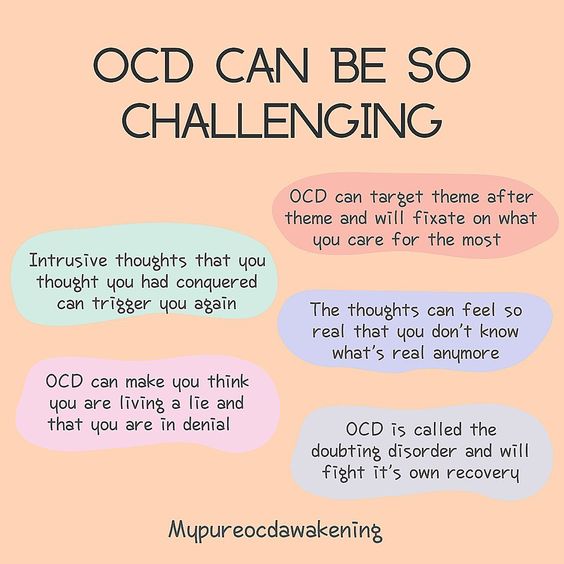 OCD CAN BE SO
CHALLENGING
OCD can target theme after
theme and will fixate on what
you care for the most
Intrusive thoughts that you
thought you had conquered
can trigger you again
The thoughts can feel so
real that you don't know
what's real anymore
OCD can make you think
you are living a lie and
that you are in denial
OCD is called the
doubting disorder and will
fight it's own recovery
Mypureocdawakening